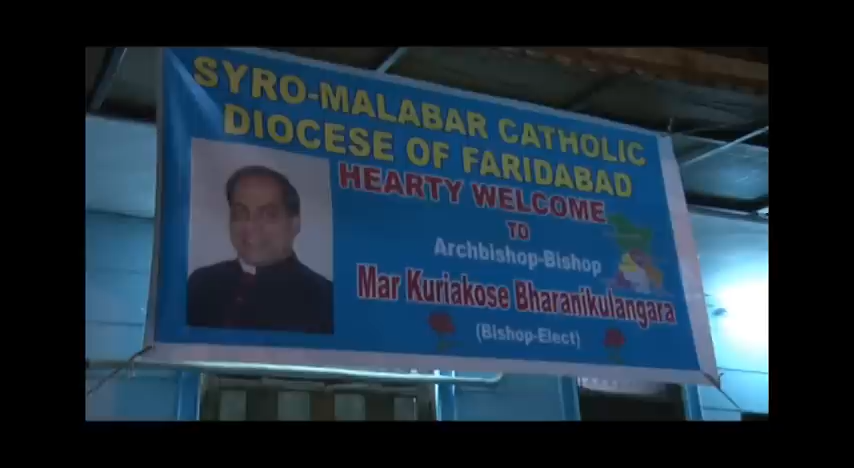 SYRO-MALABAR CATHOLIC
DIOCESE OF FARIDABAD
HEARTY WELCOME
TO
Archbishop-Bishop
Mar Kuriakose Bharanikulangara
(Bishop-Elect)